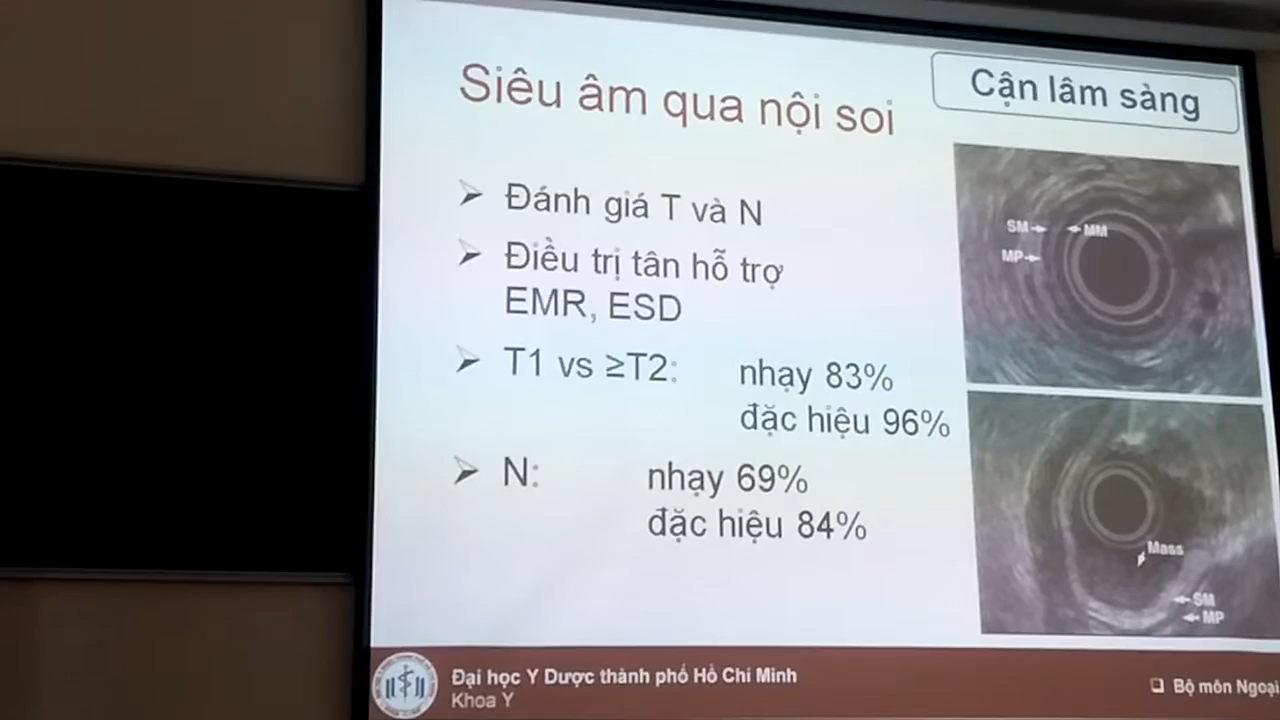 Siêu âm qua nội soi
Cận lâm sàng
➢ Đánh giá T và N
➢ Điều trị tân hỗ trợ
EMR, ESD
➢ T1 vs ≥T2: nhạy 83%
đặc hiệu 96%
➢ N: nhạy 69%
đặc hiệu 84%
SM MM
MP
Mass
SM
MP
Đại học Y Dược thành phố Hồ Chí Minh
Khoa Y
❑ Bộ môn Ngoại